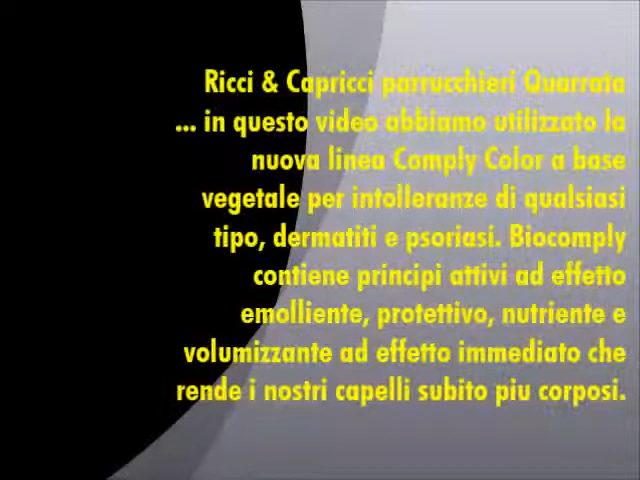 Ricci & Capricci parrucchieri Quarrata
... in questo video abbiamo utilizzato la
nuova linea Comply Color a base
vegetale per intolleranze di qualsiasi
tipo, dermatiti e psoriasi. Biocomply
contiene principi attivi ad effetto
emolliente, protettivo, nutriente e
volumizzante ad effetto immediato che
rende i nostri capelli subito piu corposi.